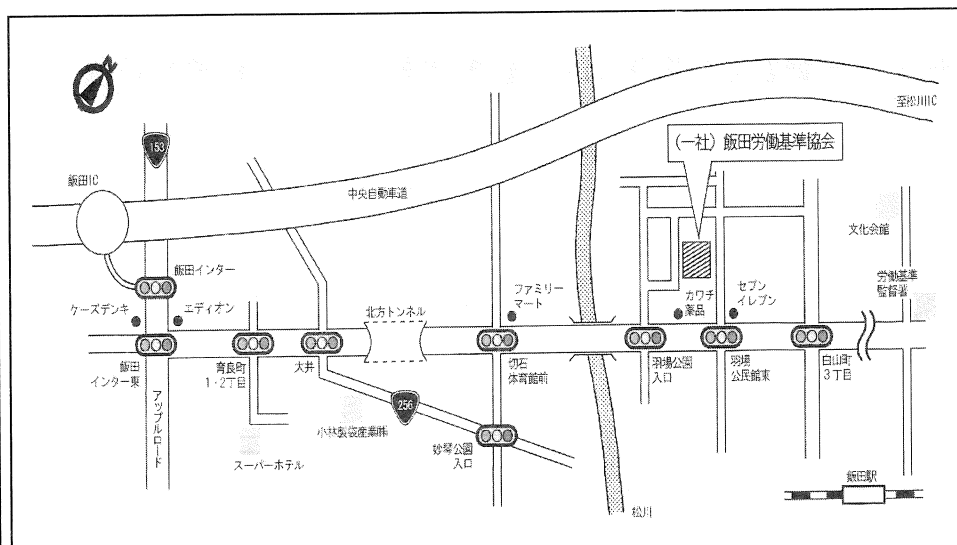 N
至松川IC
153
(一社) 飯田労働基準協会
飯田IC
中央自動車道
文化会館
飯田インター
労働基準
監督署
ケーズデンキ
エディオン
北方トンネル
ファミリー
マート
カワチ
薬品
セブン
イレブン
飯田
インター東
育良町
1・2丁目
大井
切石
体育館前
羽場公園
入口
羽場
公民館東
白山町
3丁目
アップルロード
256
小林製袋産業㈱
妙琴公園
入口
スーパーホテル
飯田駅
松川